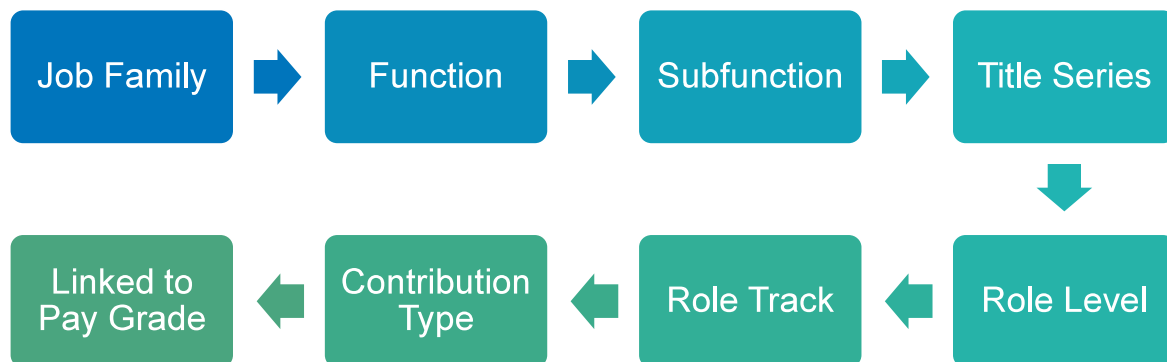 Job Family
Function
Subfunction
Title Series
Role Level
Role Track
Contribution
Type
Linked to
Pay Grade